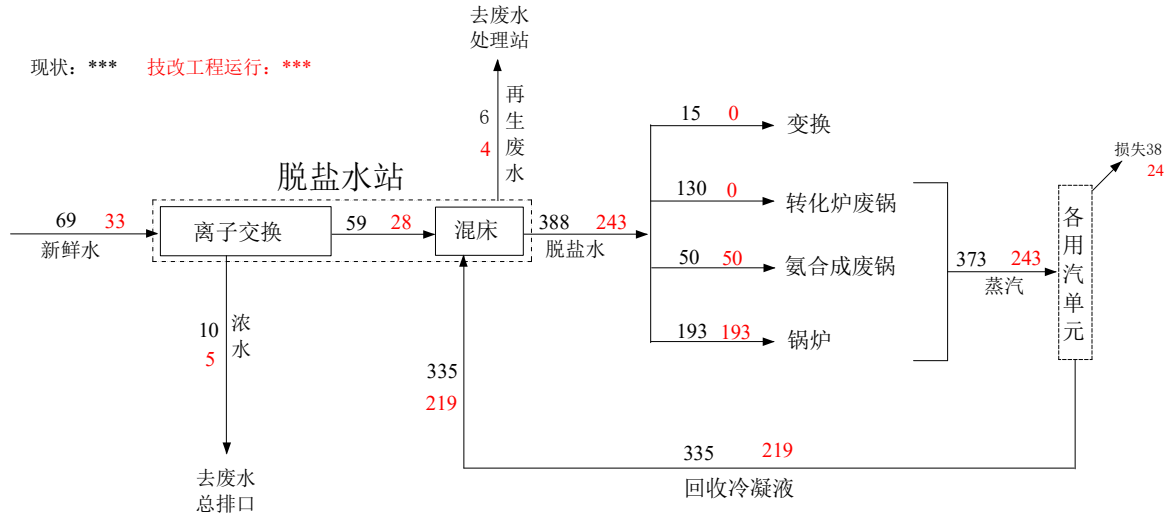 去废水
处理站
现状：*** 技改工程运行：***
6
4
再生废水
15 0
变换
损失38
24
脱盐水站
130 0
转化炉废锅
69 33
新鲜水
离子交换
59 28
混床
388 243
脱盐水
50 50
氨合成废锅
373 243
蒸汽
各用汽单元
10
5
浓水
193 193
锅炉
335
219
335 219
回收冷凝液
去废水
总排口